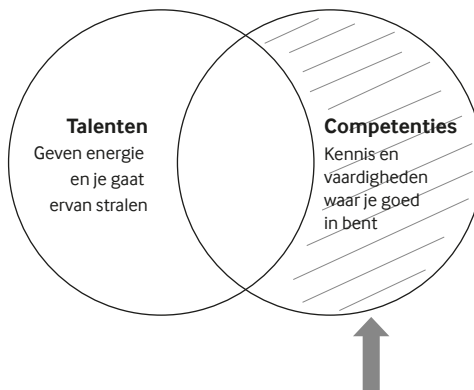 Talenten
Geven energie
en je gaat
ervan stralen
Competenties
Kennis en
vaardigheden
waar je goed
in bent